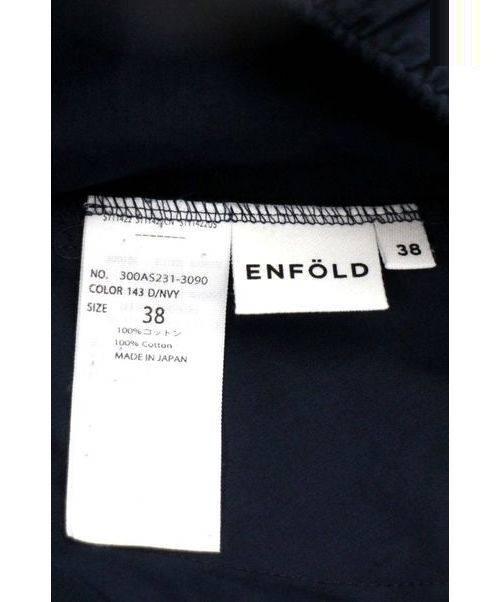 NO. 300AS231-3090
COLOR 143 D/NVY
SIZE 38
100%コットン
100% Cotton
MADE IN JAPAN
ENFÖLD
38